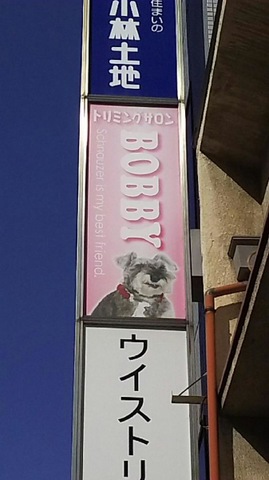 住まいの
小林土地
トリミングサロン
BOBBY
Schnauzer is my best friend.
ウイストリ